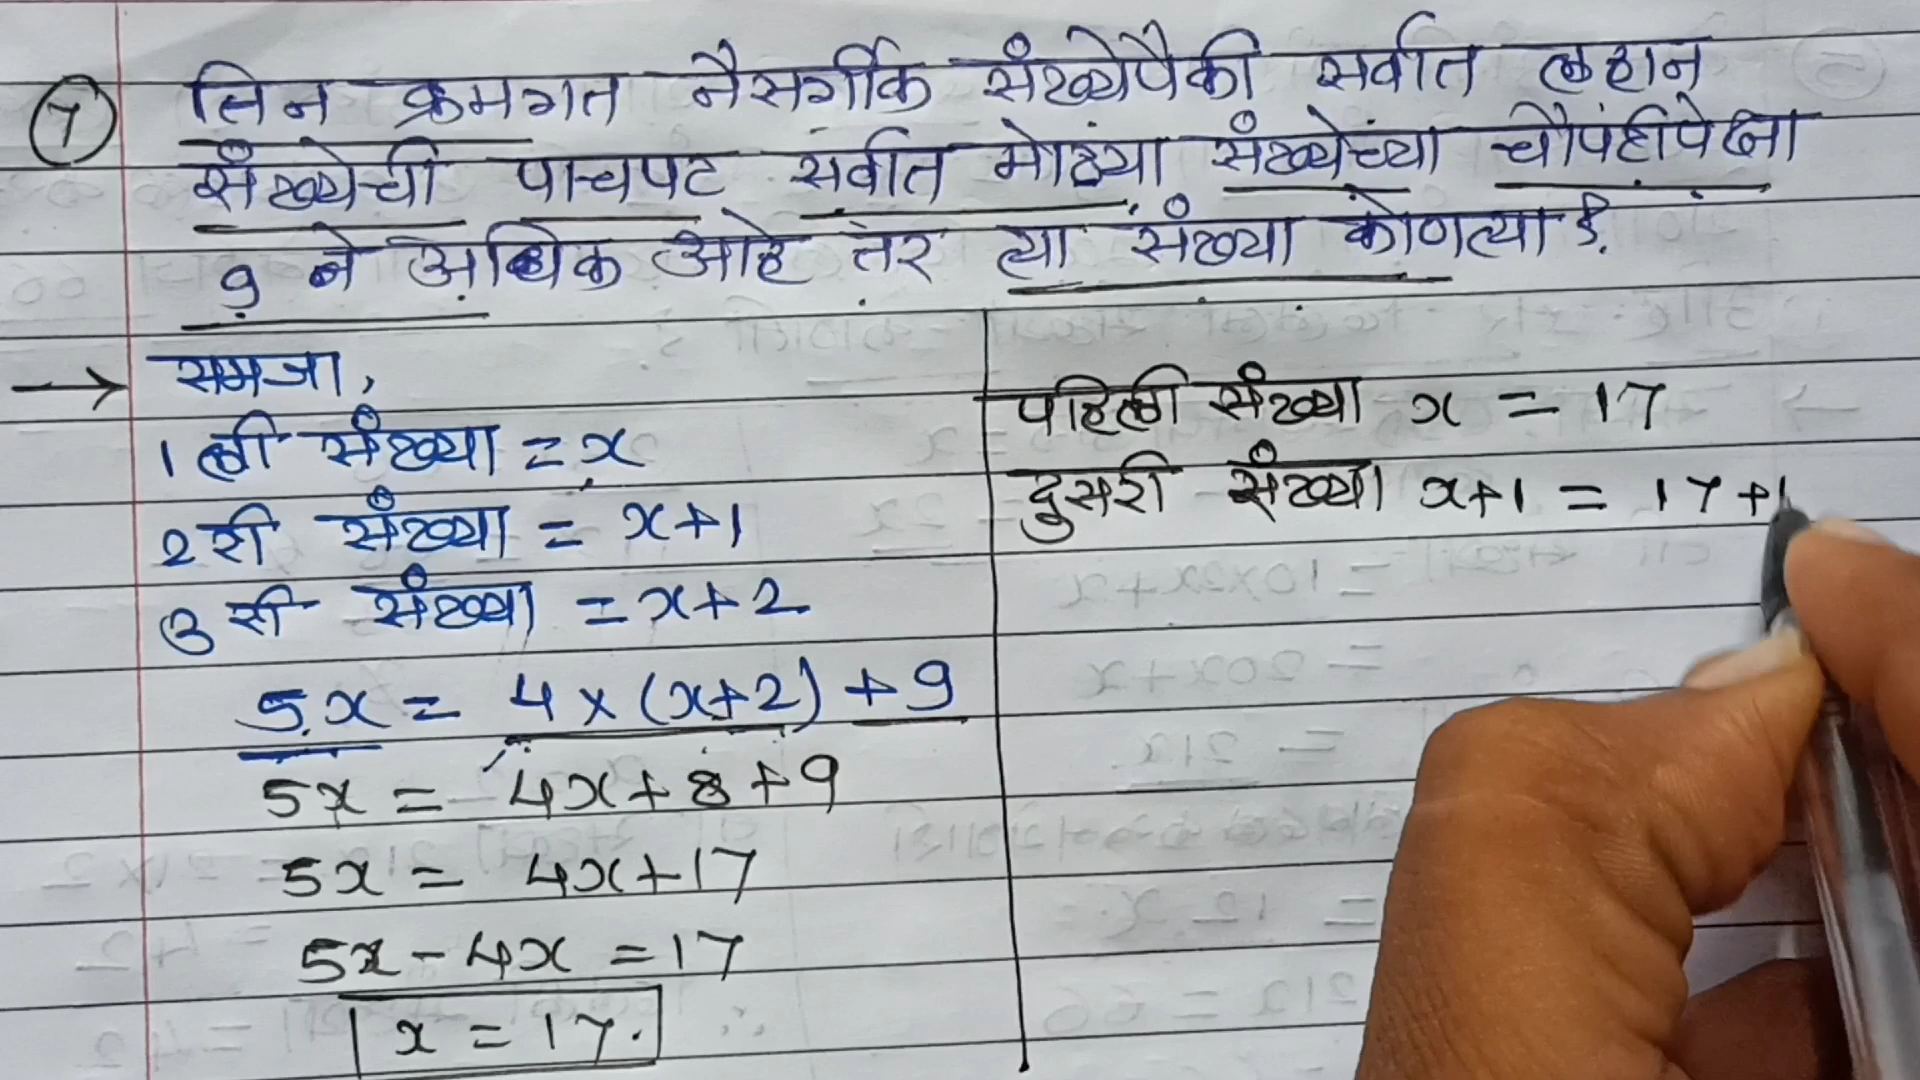 7 तिन क्रमगत नैसर्गीक संख्येपैकी सर्वात लहान
संख्येची पाचपट सर्वात मोठ्या संख्येच्या चौपटीपेक्षा
9 ने अधिक आहे तर त्या संख्या कोणत्या ?
समजा,
1 ली संख्या = x
2 री संख्या = x+1
3 री संख्या = x+2
5x = 4 × (x+2) + 9
5x = 4x + 8 + 9
5x = 4x + 17
5x - 4x = 17
x = 17.
पहिली संख्या x = 17
दुसरी संख्या x+1 = 17+1